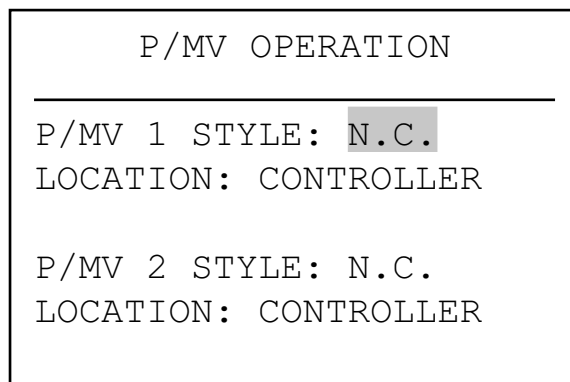 P/MV OPERATION
P/MV 1 STYLE: N.C.
LOCATION: CONTROLLER
P/MV 2 STYLE: N.C.
LOCATION: CONTROLLER